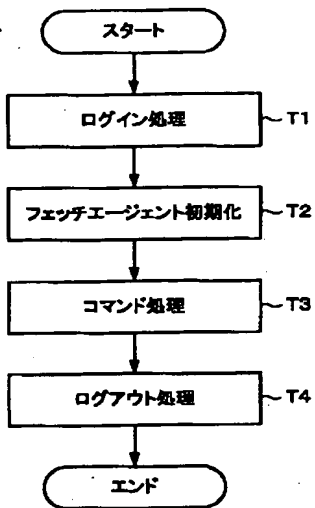 スタート
ログイン処理 T1
フェッチエージェント初期化 T2
コマンド処理 T3
ログアウト処理 T4
エンド